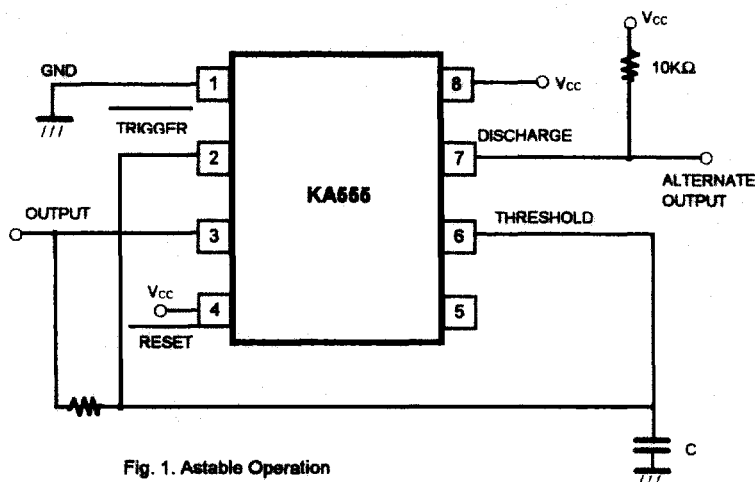 VCC
GND
1
8
VCC
10KΩ
TRIGGER
DISCHARGE
2
7
ALTERNATE
OUTPUT
KA555
OUTPUT
THRESHOLD
3
6
VCC
4
5
RESET
C
Fig. 1. Astable Operation